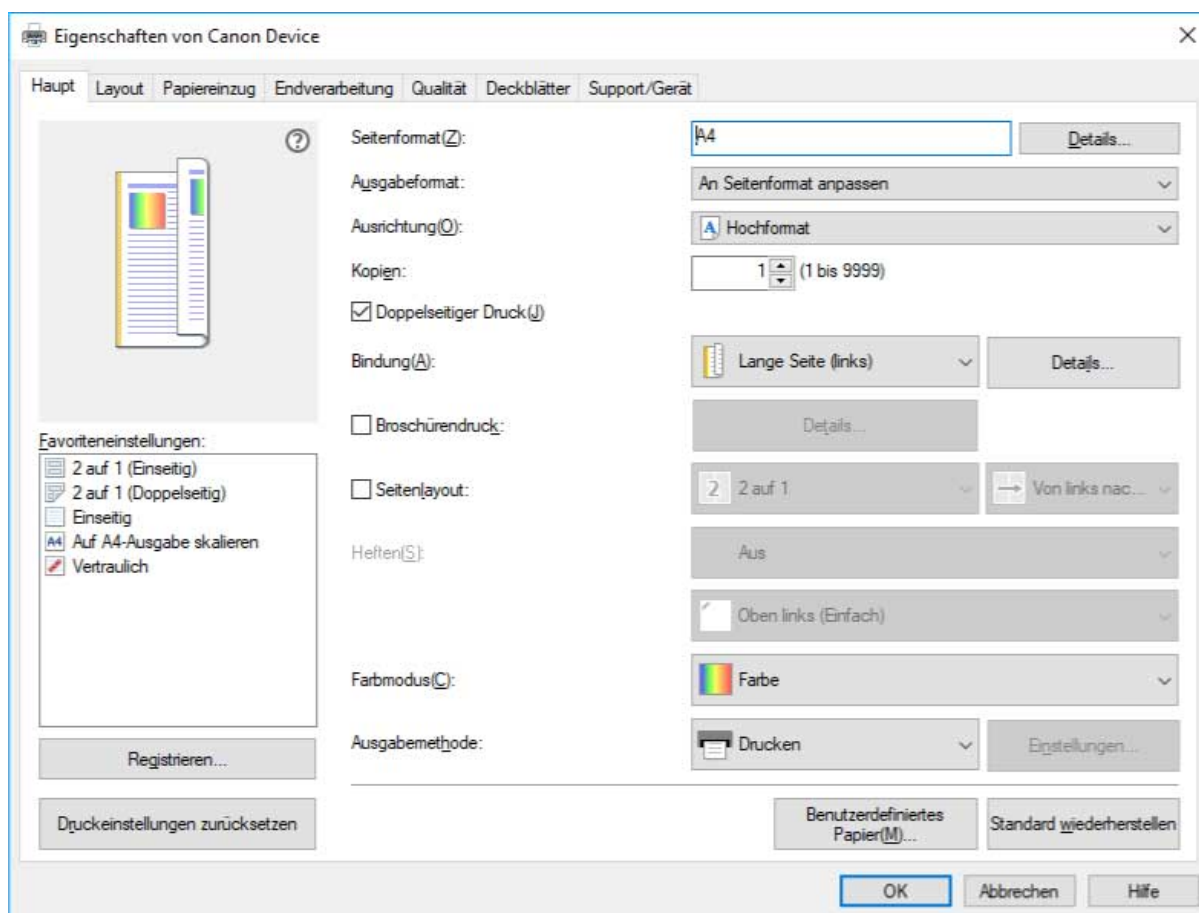 Eigenschaften von Canon Device
Haupt Layout Papiereinzug Endverarbeitung Qualität Deckblätter Support/Gerät
Seitenformat(Z): A4 Details...
Ausgabeformat: An Seitenformat anpassen
Ausrichtung(O): A Hochformat
Kopien: 1 (1 bis 9999)
Doppelseitiger Druck(J)
Bindung(A): Lange Seite (links) Details...
Broschürendruck: Details...
Seitenlayout: 2 2 auf 1 Von links nac...
Heften(S): Aus
Oben links (Einfach)
Farbmodus(C): Farbe
Ausgabemethode: Drucken Einstellungen...
Favoriteneinstellungen:
2 auf 1 (Einseitig)
2 auf 1 (Doppelseitig)
Einseitig
A4 Auf A4-Ausgabe skalieren
Vertraulich
Registrieren...
Druckeinstellungen zurücksetzen
Benutzerdefiniertes
Papier(M)...
Standard wiederherstellen
OK Abbrechen Hilfe